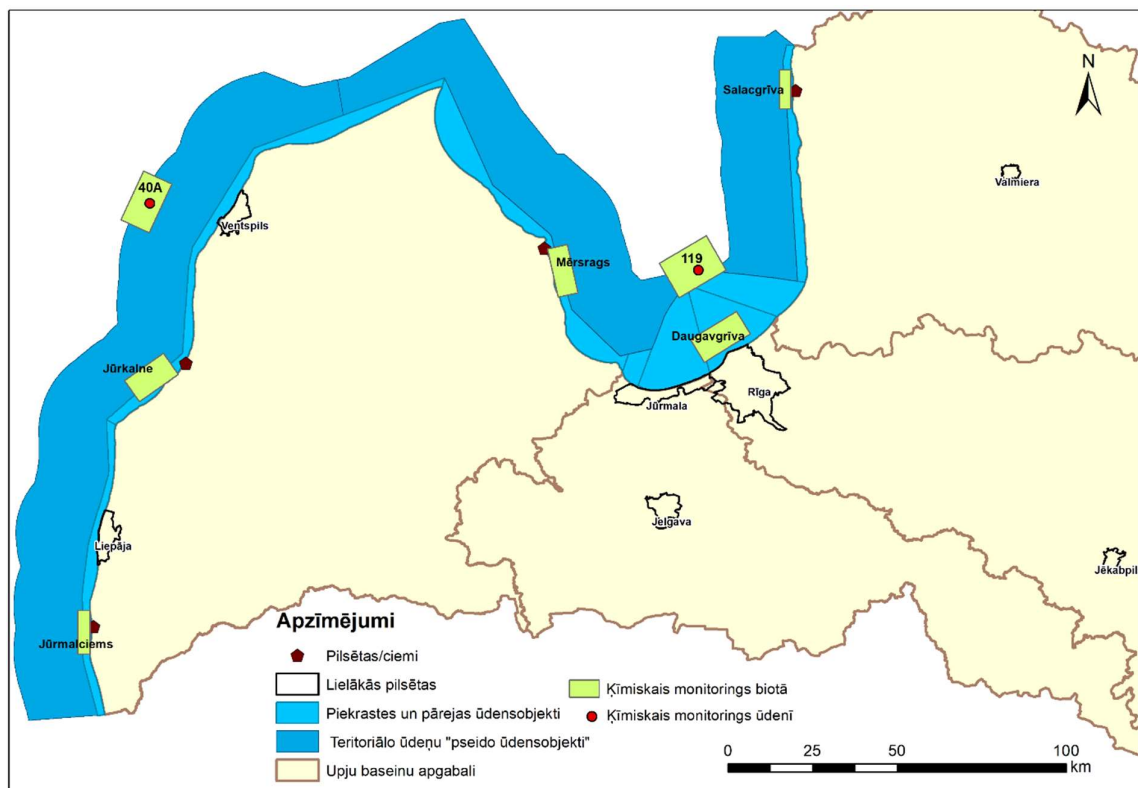 Salacgrīva
N
Valmiera
40A
Ventspils
Mērsrags
119
Daugavgrīva
Jūrkalne
Jūrmala
Rīga
Jelgava
Liepāja
Jēkabpil
Jūrmalciems
Apzīmējumi
Pilsētas/ciemi
Lielākās pilsētas
Piekrastes un pārejas ūdensobjekti
Teritoriālo ūdeņu "pseido ūdensobjekti"
Upju baseinu apgabali
Ķīmiskais monitorings biotā
Ķīmiskais monitorings ūdenī
0 25 50 100
km